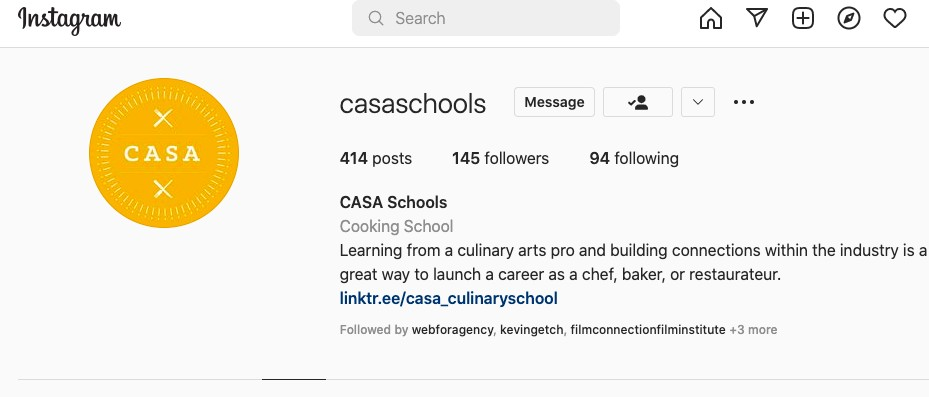 Instagram
Search
casaschools
Message
414 posts 145 followers 94 following
CASA
CASA Schools
Cooking School
Learning from a culinary arts pro and building connections within the industry is a
great way to launch a career as a chef, baker, or restaurateur.
linktr.ee/casa_culinaryschool
Followed by webforagency, kevingetch, filmconnectionfilminstitute +3 more